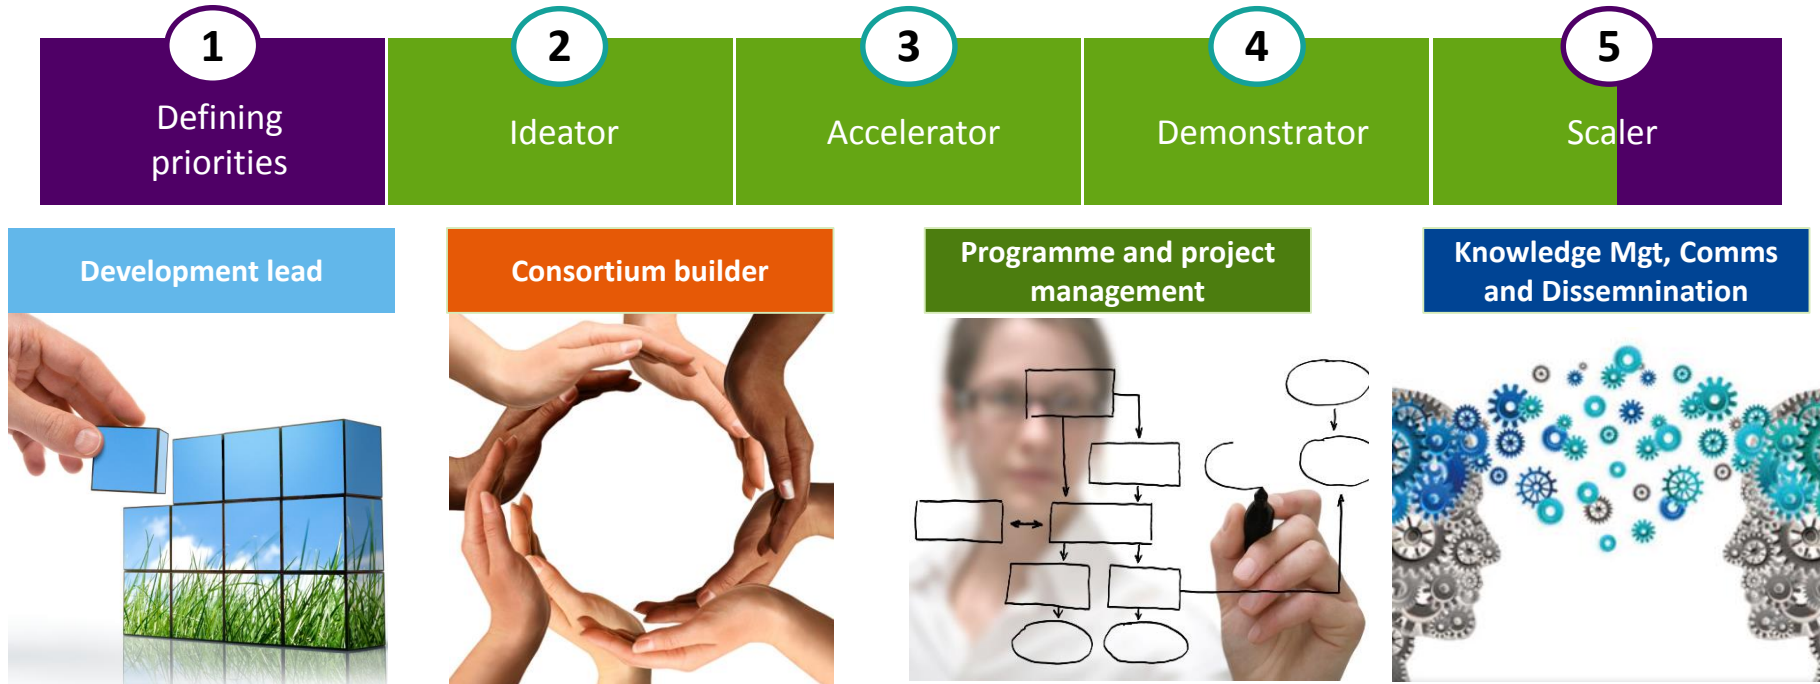 1
Defining
priorities
2
Ideator
3
Accelerator
4
Demonstrator
5
Scaler
Development lead
Consortium builder
Programme and project
management
Knowledge Mgt, Comms
and Dissemnination